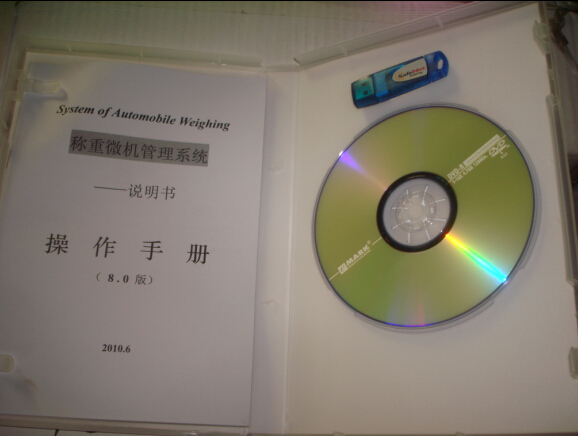 System of Automobile Weighing
称重微机管理系统
——说明书
操作手册
（8.0版）
2010.6
MARK